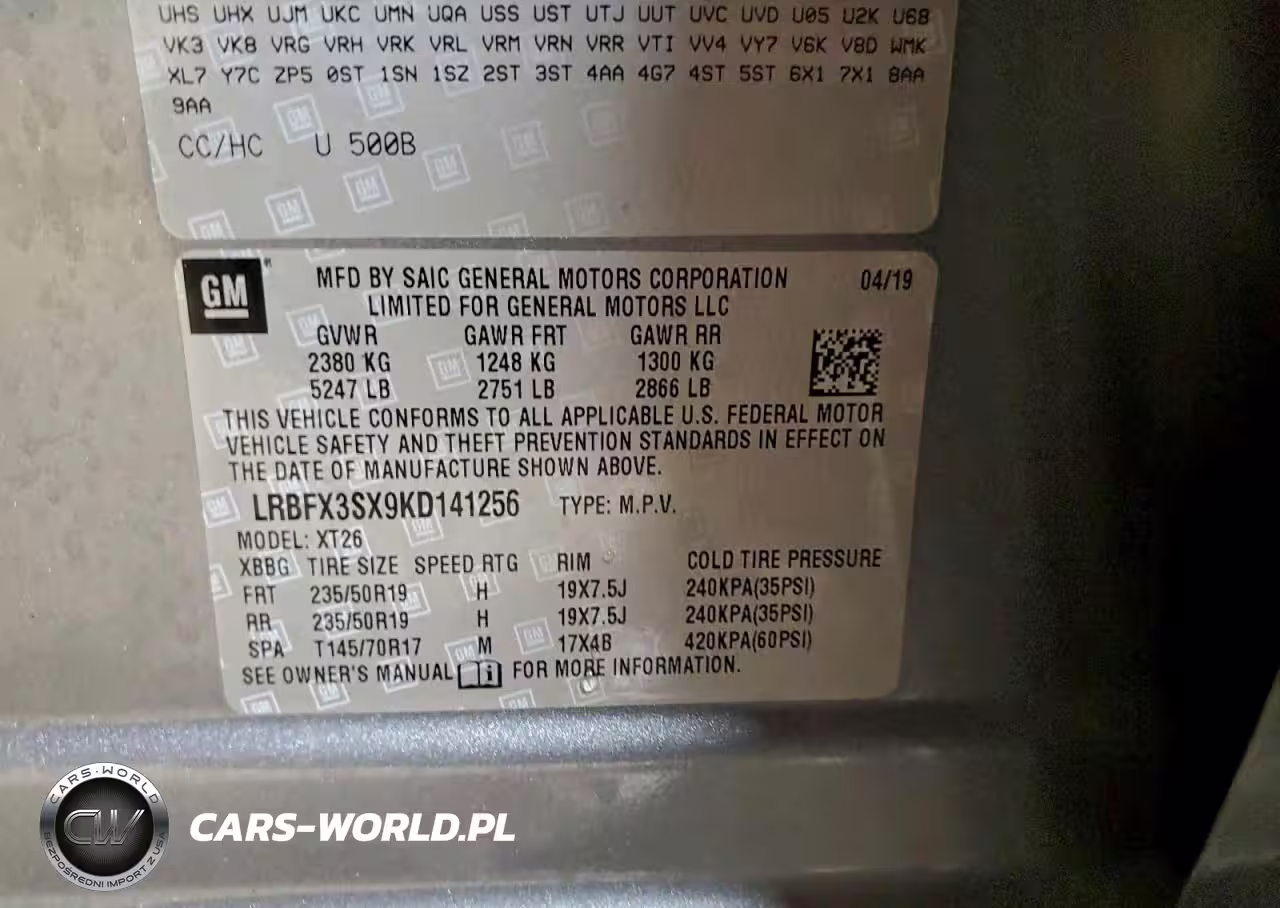 UHS UHX UJM UKC UMN UQA USS UST UTJ UUT UVC UVD U05 U2K U68
VK3 VK8 VRG VRH VRK VRL VRM VRN VRR VTI VV4 VY7 V6K V8D WMK
XL7 Y7C ZP5 0ST 1SN 1SZ 2ST 3ST 4AA 4G7 4ST 5ST 6X1 7X1 8AA
9AA
CC/HC U 500B
GM
MFD BY SAIC GENERAL MOTORS CORPORATION 04/19
LIMITED FOR GENERAL MOTORS LLC
GVWR GAWR FRT GAWR RR
2380 KG 1248 KG 1300 KG
5247 LB 2751 LB 2866 LB
THIS VEHICLE CONFORMS TO ALL APPLICABLE U.S. FEDERAL MOTOR
VEHICLE SAFETY AND THEFT PREVENTION STANDARDS IN EFFECT ON
THE DATE OF MANUFACTURE SHOWN ABOVE.
LRBFX3SX9KD141256 TYPE: M.P.V.
MODEL: XT26
XBBG TIRE SIZE SPEED RTG RIM COLD TIRE PRESSURE
FRT 235/50R19 H 19X7.5J 240KPA(35PSI)
RR 235/50R19 H 19X7.5J 240KPA(35PSI)
SPA T145/70R17 M 17X4B 420KPA(60PSI)
SEE OWNER'S MANUAL i FOR MORE INFORMATION.
CARS-WORLD
CW
BEZPOŚREDNI IMPORT Z USA
CARS-WORLD.PL